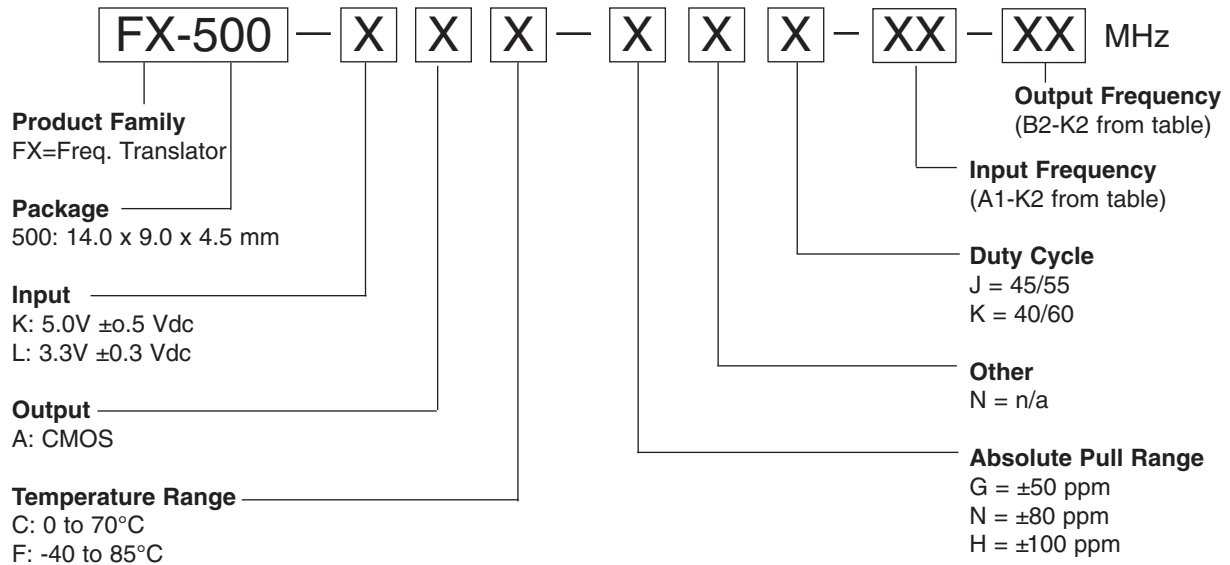 FX-500 — X X X — X X X — XX — XX MHz
Product Family
FX=Freq. Translator
Package
500: 14.0 x 9.0 x 4.5 mm
Input
K: 5.0V ±o.5 Vdc
L: 3.3V ±0.3 Vdc
Output
A: CMOS
Temperature Range
C: 0 to 70°C
F: -40 to 85°C
Output Frequency
(B2-K2 from table)
Input Frequency
(A1-K2 from table)
Duty Cycle
J = 45/55
K = 40/60
Other
N = n/a
Absolute Pull Range
G = ±50 ppm
N = ±80 ppm
H = ±100 ppm